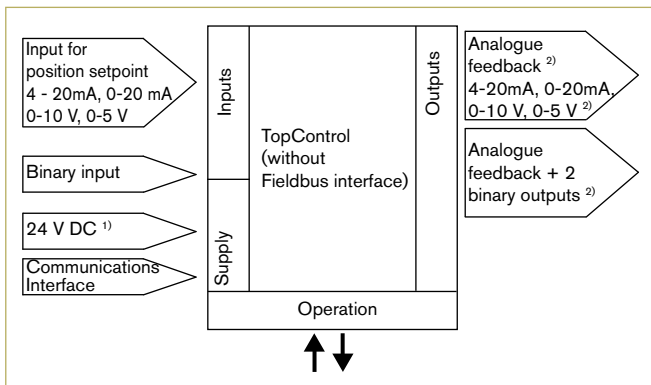 Input for
position setpoint
4 - 20mA, 0-20 mA
0-10 V, 0-5 V
Binary input
24 V DC 1)
Communications
Interface
Inputs
Supply
TopControl
(without
Fieldbus interface)
Outputs
Operation
Analogue
feedback 2)
4-20mA, 0-20mA,
0-10 V, 0-5 V 2)
Analogue
feedback + 2
binary outputs 2)